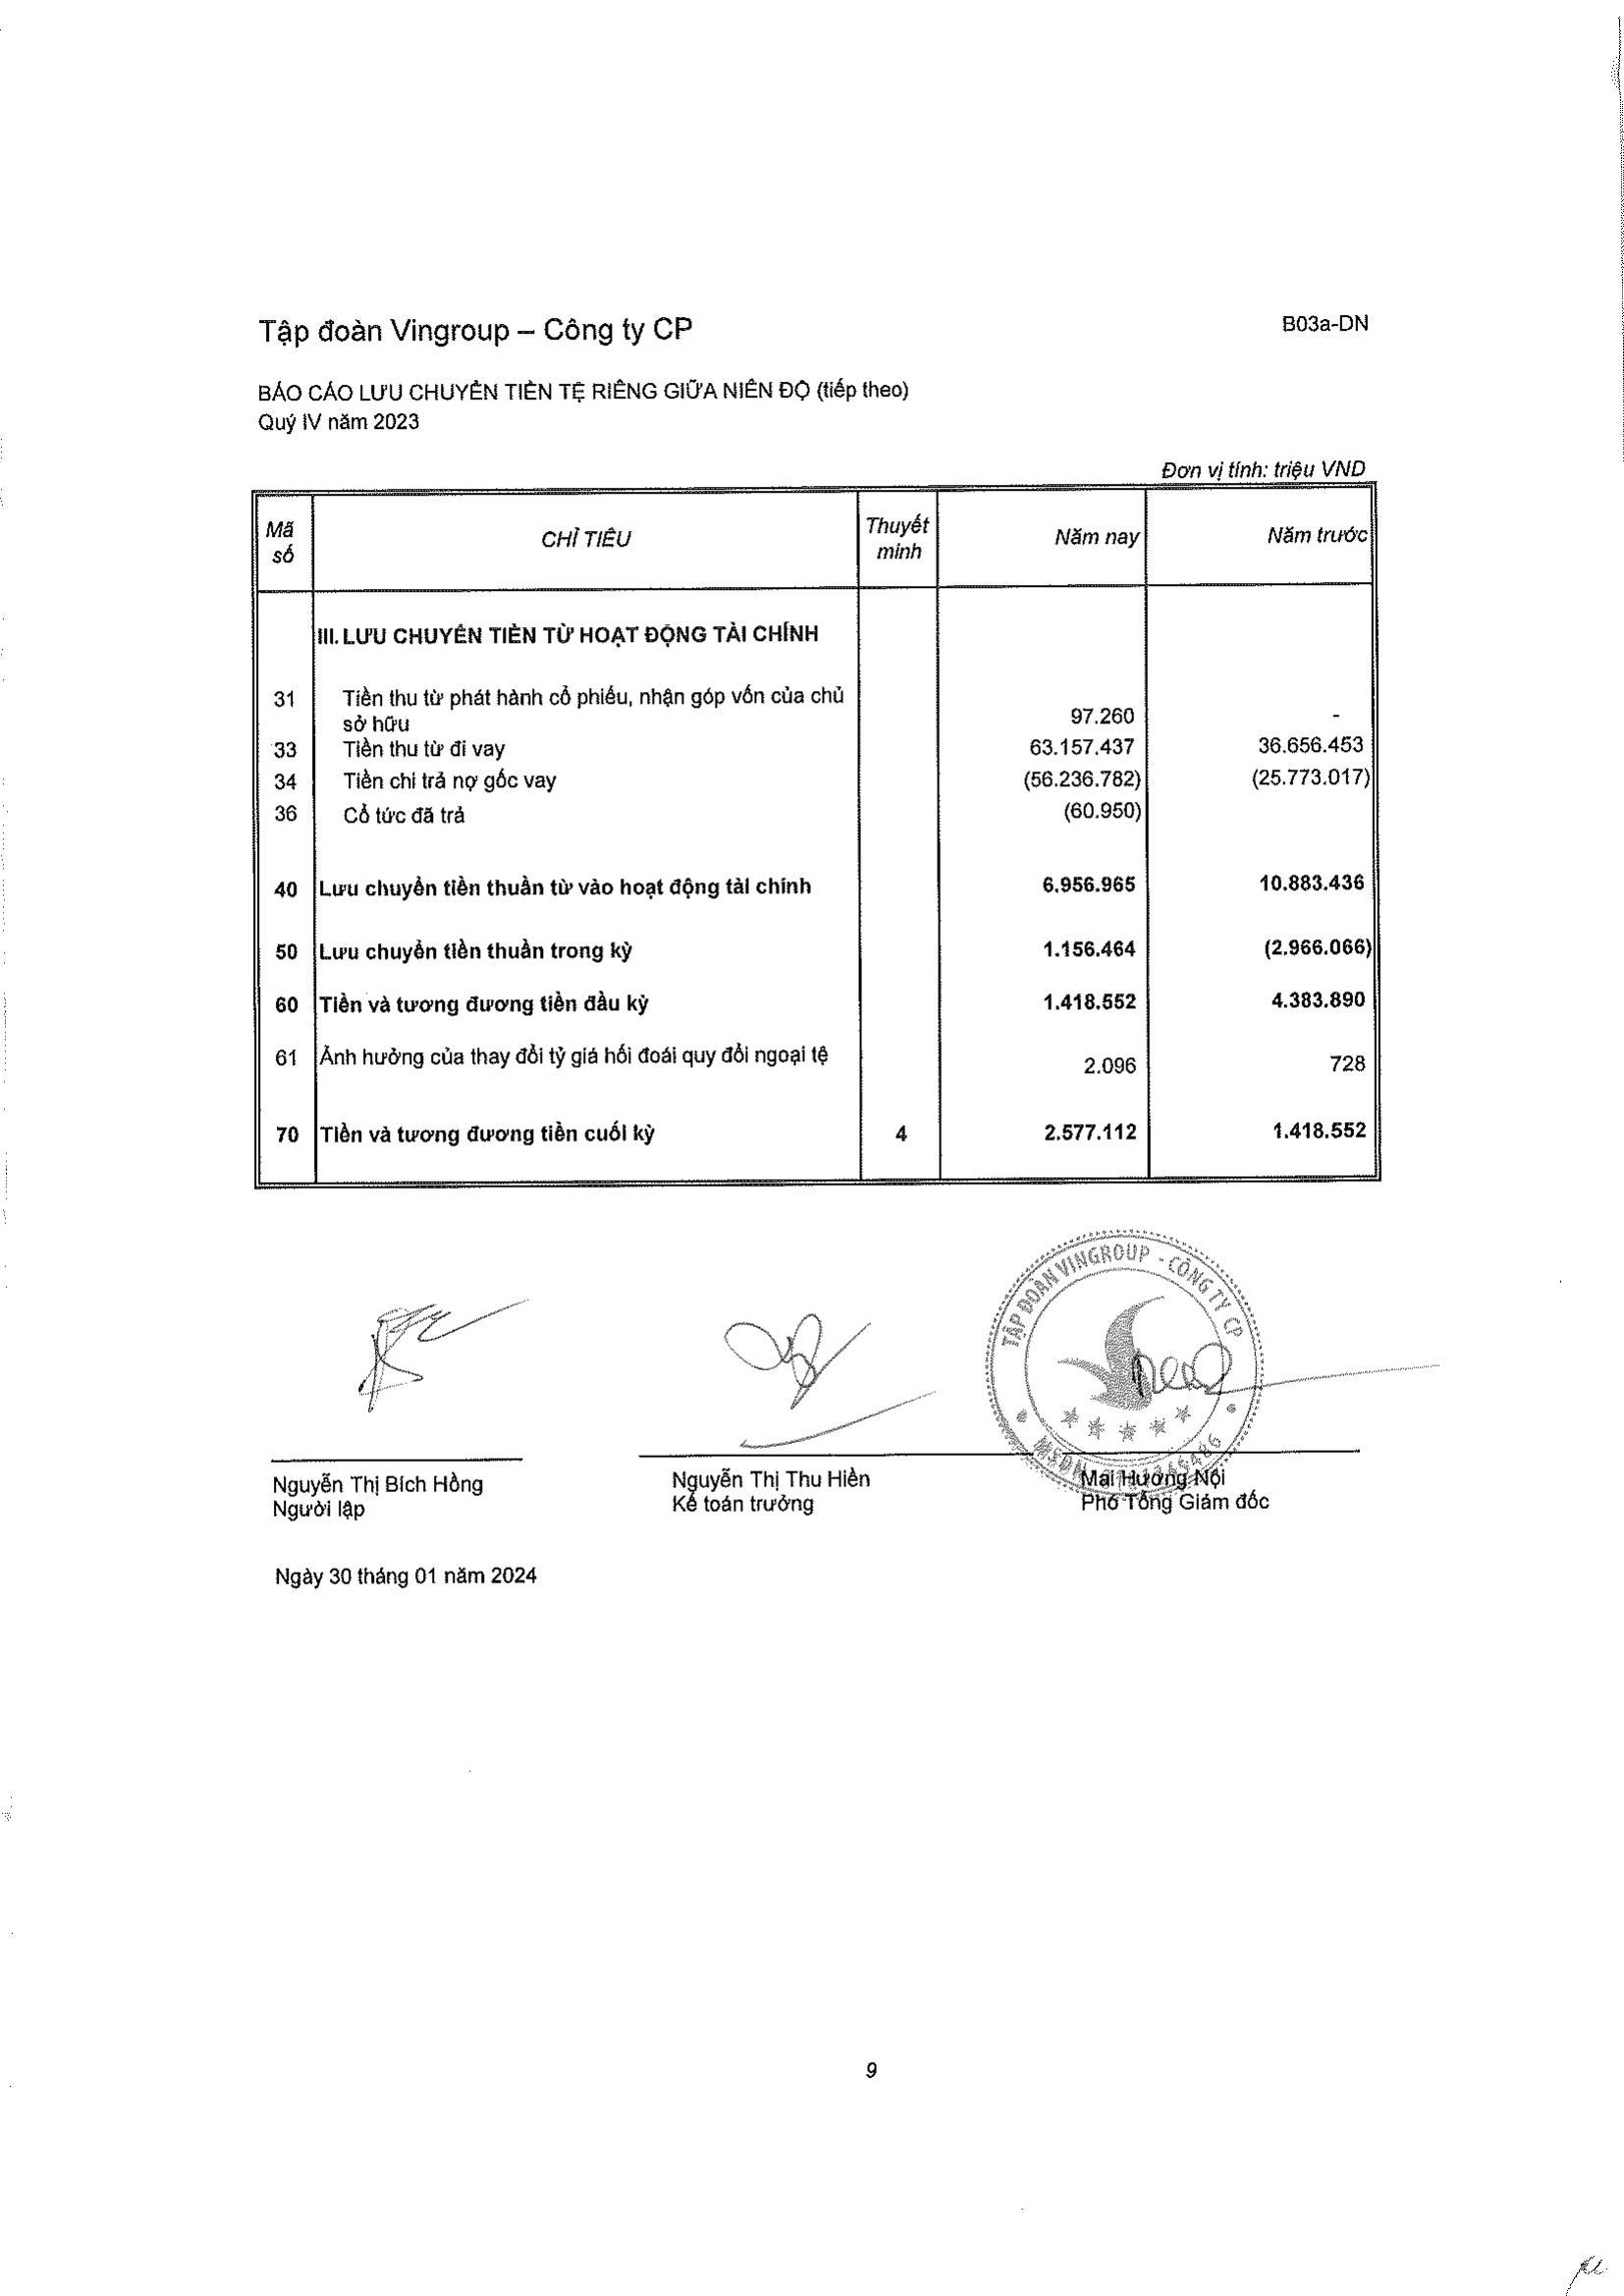 Tập đoàn Vingroup – Công ty CP
B03a-DN
BÁO CÁO LƯU CHUYỂN TIỀN TỆ RIÊNG GIỮA NIÊN ĐỘ (tiếp theo)
Quý IV năm 2023
Đơn vị tính: triệu VND
Mã số CHỈ TIÊU Thuyết minh Năm nay Năm trước
III. LƯU CHUYỂN TIỀN TỪ HOẠT ĐỘNG TÀI CHÍNH
31 Tiền thu từ phát hành cổ phiếu, nhận góp vốn của chủ
sở hữu 97.260 -
33 Tiền thu từ đi vay 63.157.437 36.656.453
34 Tiền chi trả nợ gốc vay (56.236.782) (25.773.017)
36 Cổ tức đã trả (60.950)
40 Lưu chuyển tiền thuần từ vào hoạt động tài chính 6.956.965 10.883.436
50 Lưu chuyển tiền thuần trong kỳ 1.156.464 (2.966.066)
60 Tiền và tương đương tiền đầu kỳ 1.418.552 4.383.890
61 Ảnh hưởng của thay đổi tỷ giá hối đoái quy đổi ngoại tệ 2.096 728
70 Tiền và tương đương tiền cuối kỳ 4 2.577.112 1.418.552
TẬP ĐOÀN VINGROUP - CÔNG TY CP
Nguyễn Thị Bích Hồng
Người lập
Nguyễn Thị Thu Hiền
Kế toán trưởng
Mai Hương Nội
Phó Tổng Giám đốc
Ngày 30 tháng 01 năm 2024
9